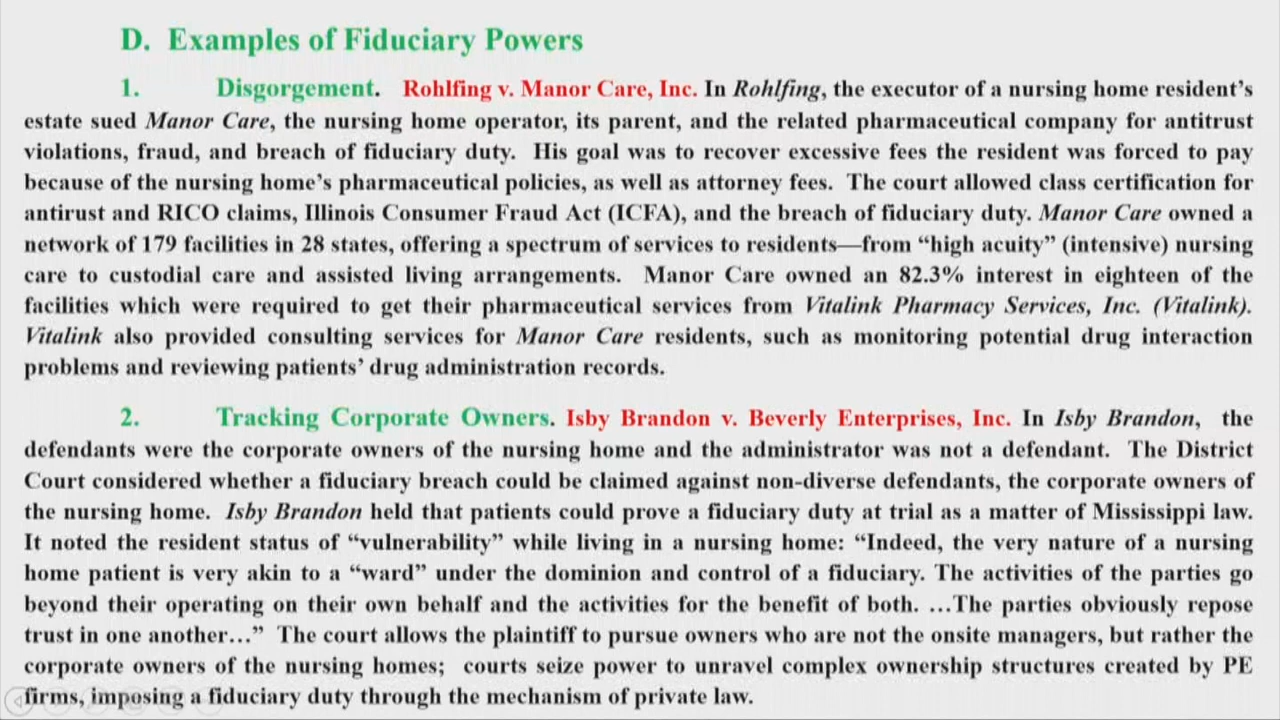 D. Examples of Fiduciary Powers
1. Disgorgement. Rohlfing v. Manor Care, Inc. In Rohlfing, the executor of a nursing home resident's
estate sued Manor Care, the nursing home operator, its parent, and the related pharmaceutical company for antitrust
violations, fraud, and breach of fiduciary duty. His goal was to recover excessive fees the resident was forced to pay
because of the nursing home's pharmaceutical policies, as well as attorney fees. The court allowed class certification for
antirust and RICO claims, Illinois Consumer Fraud Act (ICFA), and the breach of fiduciary duty. Manor Care owned a
network of 179 facilities in 28 states, offering a spectrum of services to residents—from “high acuity” (intensive) nursing
care to custodial care and assisted living arrangements. Manor Care owned an 82.3% interest in eighteen of the
facilities which were required to get their pharmaceutical services from Vitalink Pharmacy Services, Inc. (Vitalink).
Vitalink also provided consulting services for Manor Care residents, such as monitoring potential drug interaction
problems and reviewing patients' drug administration records.
2. Tracking Corporate Owners. Isby Brandon v. Beverly Enterprises, Inc. In Isby Brandon, the
defendants were the corporate owners of the nursing home and the administrator was not a defendant. The District
Court considered whether a fiduciary breach could be claimed against non-diverse defendants, the corporate owners of
the nursing home. Isby Brandon held that patients could prove a fiduciary duty at trial as a matter of Mississippi law.
It noted the resident status of “vulnerability” while living in a nursing home: “Indeed, the very nature of a nursing
home patient is very akin to a “ward” under the dominion and control of a fiduciary. The activities of the parties go
beyond their operating on their own behalf and the activities for the benefit of both. …The parties obviously repose
trust in one another…” The court allows the plaintiff to pursue owners who are not the onsite managers, but rather the
corporate owners of the nursing homes; courts seize power to unravel complex ownership structures created by PE
firms, imposing a fiduciary duty through the mechanism of private law.